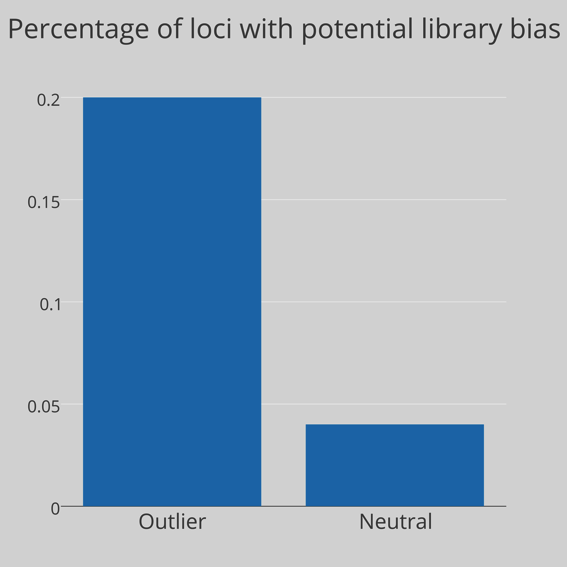 Percentage of loci with potential library bias
0.2
0.15
0.1
0.05
0
Outlier Neutral